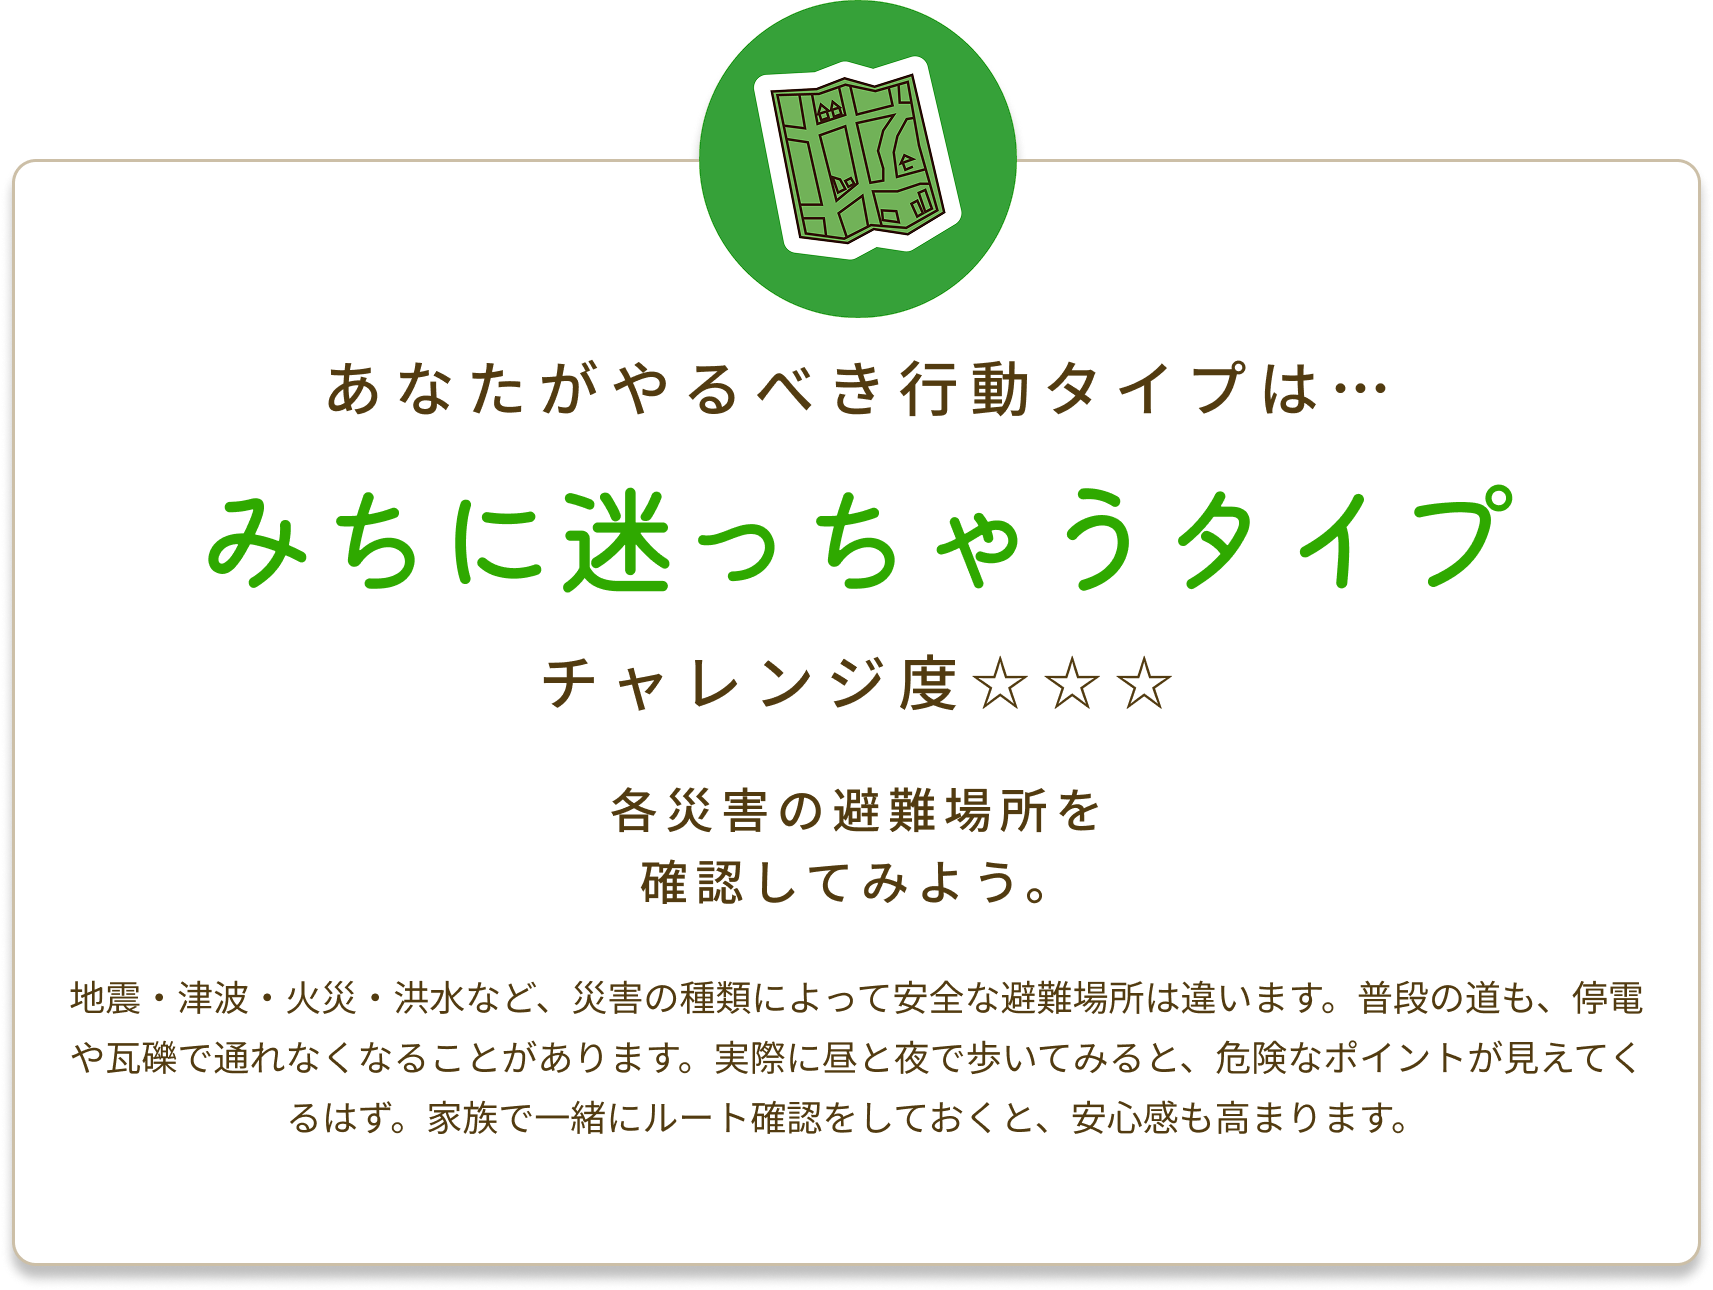 あなたがやるべき行動タイプは…
みちに迷っちゃうタイプ
チャレンジ度☆☆☆
各災害の避難場所を
確認してみよう。
地震・津波・火災・洪水など、災害の種類によって安全な避難場所は違います。普段の道も、停電
や瓦礫で通れなくなることがあります。実際に昼と夜で歩いてみると、危険なポイントが見えてく
るはず。家族で一緒にルート確認をしておくと、安心感も高まります。